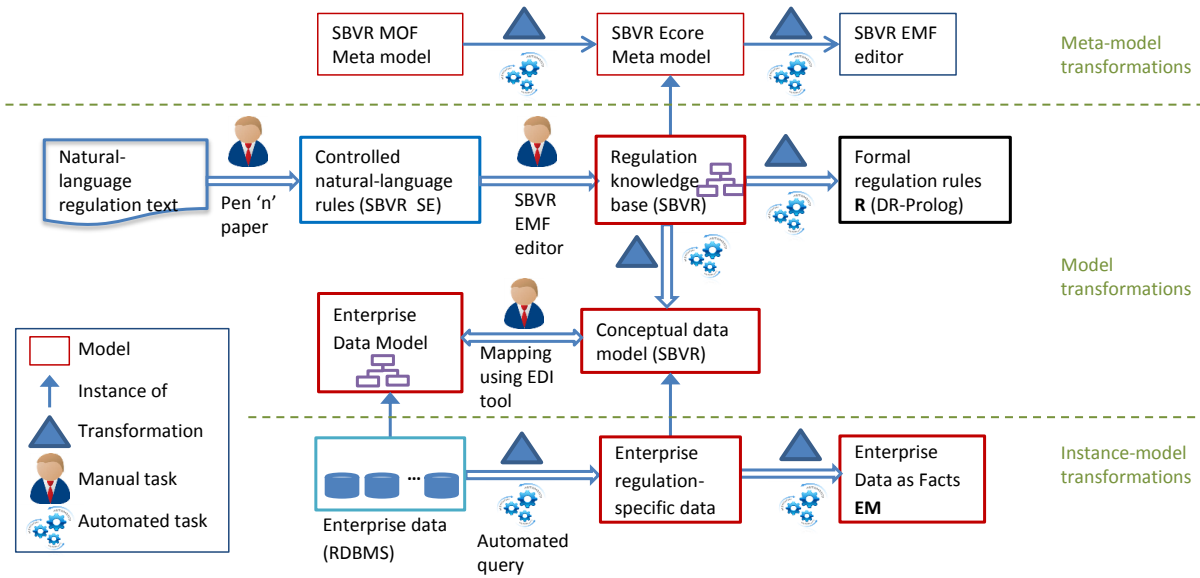 SBVR MOF
Meta model
SBVR Ecore
Meta model
SBVR EMF
editor
Meta-model
transformations
Natural-
language
regulation text
Pen ‘n’
paper
Controlled
natural-language
rules (SBVR SE)
SBVR
EMF
editor
Regulation
knowledge
base (SBVR)
Formal
regulation rules
R (DR-Prolog)
Model
transformations
Enterprise
Data Model
Mapping
using EDI
tool
Conceptual data
model (SBVR)
Model
Instance of
Transformation
Manual task
Automated task
...
Enterprise data
(RDBMS)
Automated
query
Enterprise
regulation-
specific data
Enterprise
Data as Facts
EM
Instance-model
transformations